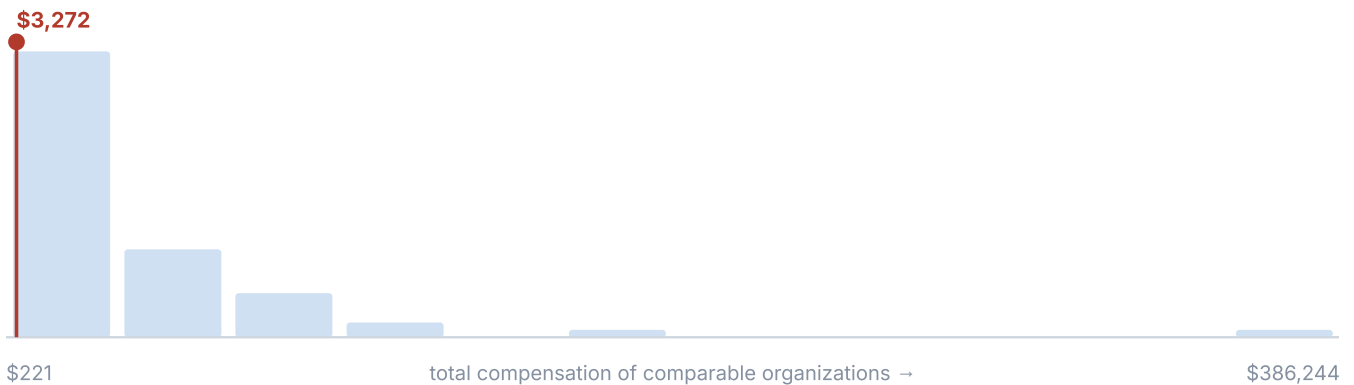 $3,272
$221 total compensation of comparable organizations → $386,244